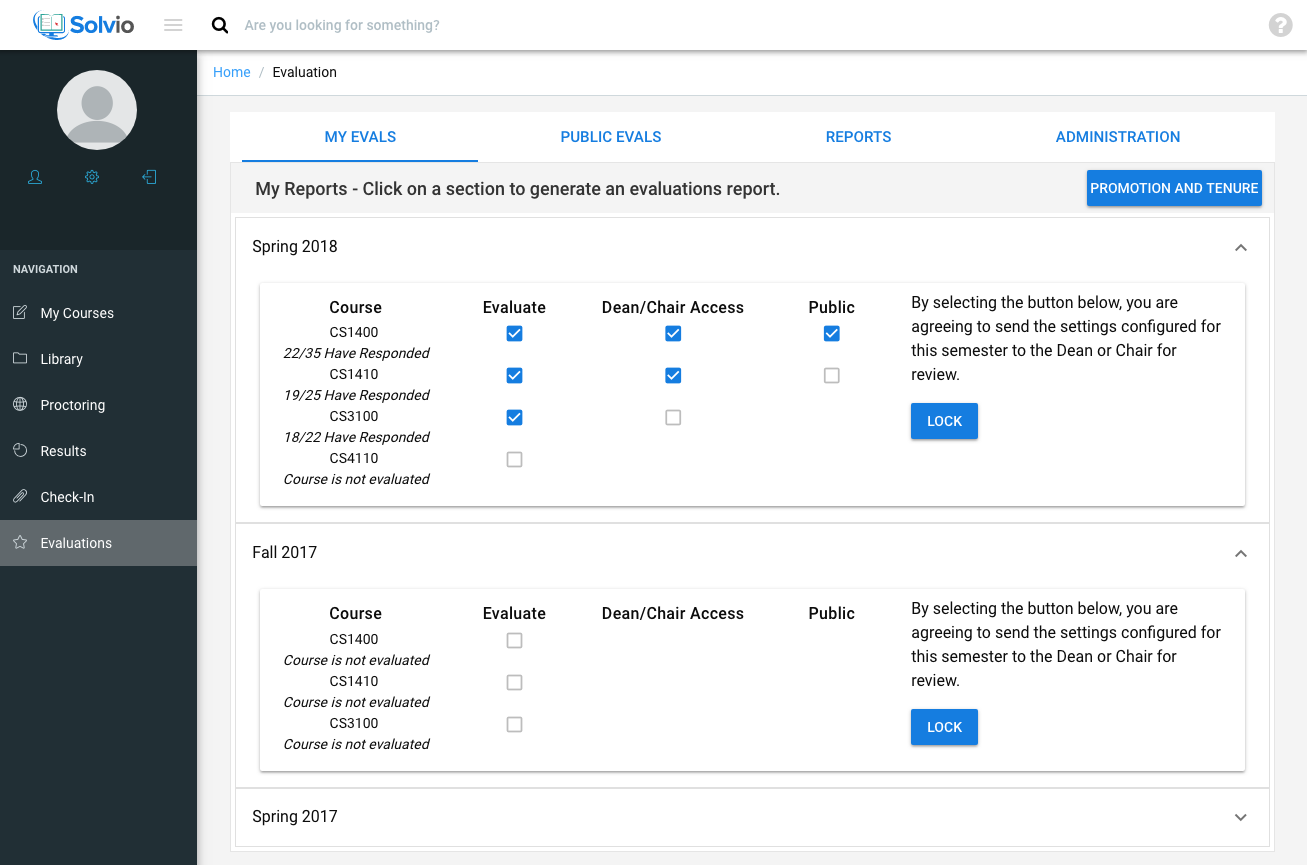 Solvio
Are you looking for something?
?
Home / Evaluation
MY EVALS PUBLIC EVALS REPORTS ADMINISTRATION
My Reports - Click on a section to generate an evaluations report.
PROMOTION AND TENURE
NAVIGATION
My Courses
Library
Proctoring
Results
Check-In
Evaluations
Spring 2018
Course Evaluate Dean/Chair Access Public
CS1400
22/35 Have Responded
CS1410
19/25 Have Responded
CS3100
18/22 Have Responded
CS4110
Course is not evaluated
By selecting the button below, you are
agreeing to send the settings configured for
this semester to the Dean or Chair for
review.
LOCK
Fall 2017
Course Evaluate Dean/Chair Access Public
CS1400
Course is not evaluated
CS1410
Course is not evaluated
CS3100
Course is not evaluated
By selecting the button below, you are
agreeing to send the settings configured for
this semester to the Dean or Chair for
review.
LOCK
Spring 2017